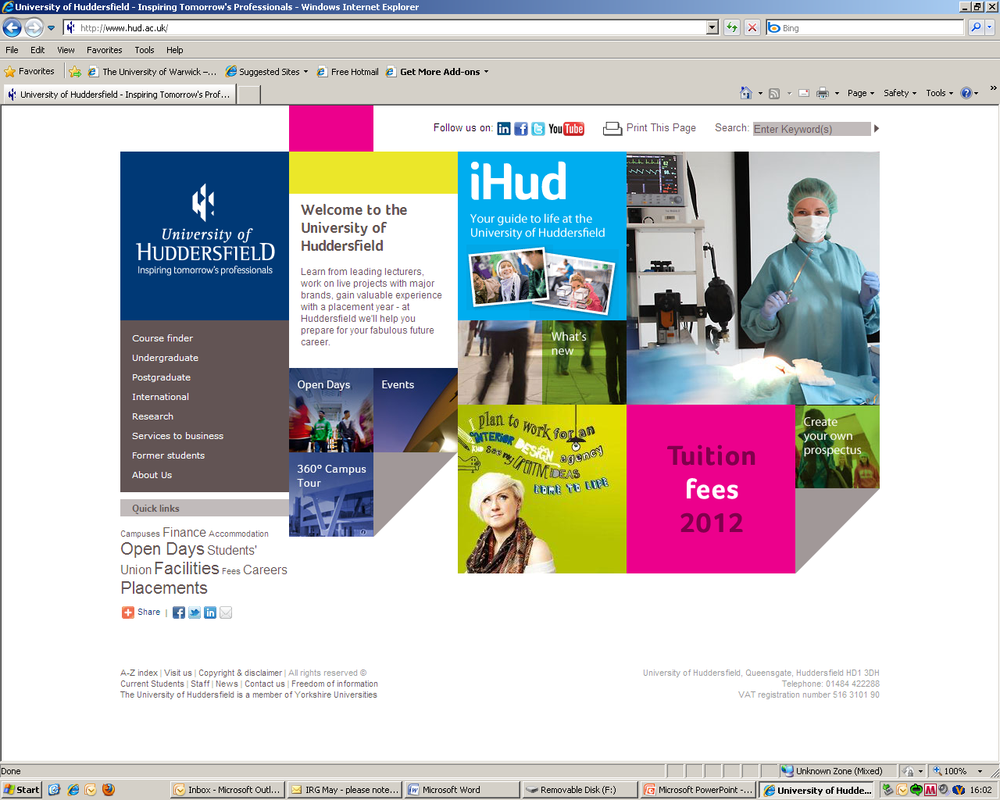 University of Huddersfield - Inspiring Tomorrow's Professionals - Windows Internet Explorer
http://www.hud.ac.uk/
Bing
File Edit View Favorites Tools Help
Favorites The University of Warwick –... Suggested Sites Free Hotmail Get More Add-ons
University of Huddersfield - Inspiring Tomorrow's Prof...
Page Safety Tools
Follow us on: in f t YouTube Print This Page Search: Enter Keyword(s)
University of
HUDDERSFIELD
Inspiring tomorrow's professionals
Course finder
Undergraduate
Postgraduate
International
Research
Services to business
Former students
About Us
Quick links
Campuses Finance Accommodation
Open Days Students'
Union Facilities Fees Careers
Placements
Share |
Welcome to the
University of
Huddersfield
Learn from leading lecturers,
work on live projects with major
brands, gain valuable experience
with a placement year - at
Huddersfield we'll help you
prepare for your fabulous future
career.
Open Days
Events
360° Campus
Tour
iHud
Your guide to life at the
University of Huddersfield
What's
new
I plan to work for an
INTERIOR DESIGN agency
AND see my CREATIVE IDEAS
COME TO LIFE
Tuition
fees
2012
Create
your own
prospectus
A-Z index | Visit us | Copyright & disclaimer | All rights reserved ©
Current Students | Staff | News | Contact us | Freedom of information
The University of Huddersfield is a member of Yorkshire Universities
University of Huddersfield, Queensgate, Huddersfield HD1 3DH
Telephone: 01484 422288
VAT registration number 516 3101 90
Done Unknown Zone (Mixed) 100%
Start Inbox - Microsoft Outl... IRG May - please note... Microsoft Word Removable Disk (F:) Microsoft PowerPoint -... University of Hudde... 16:02